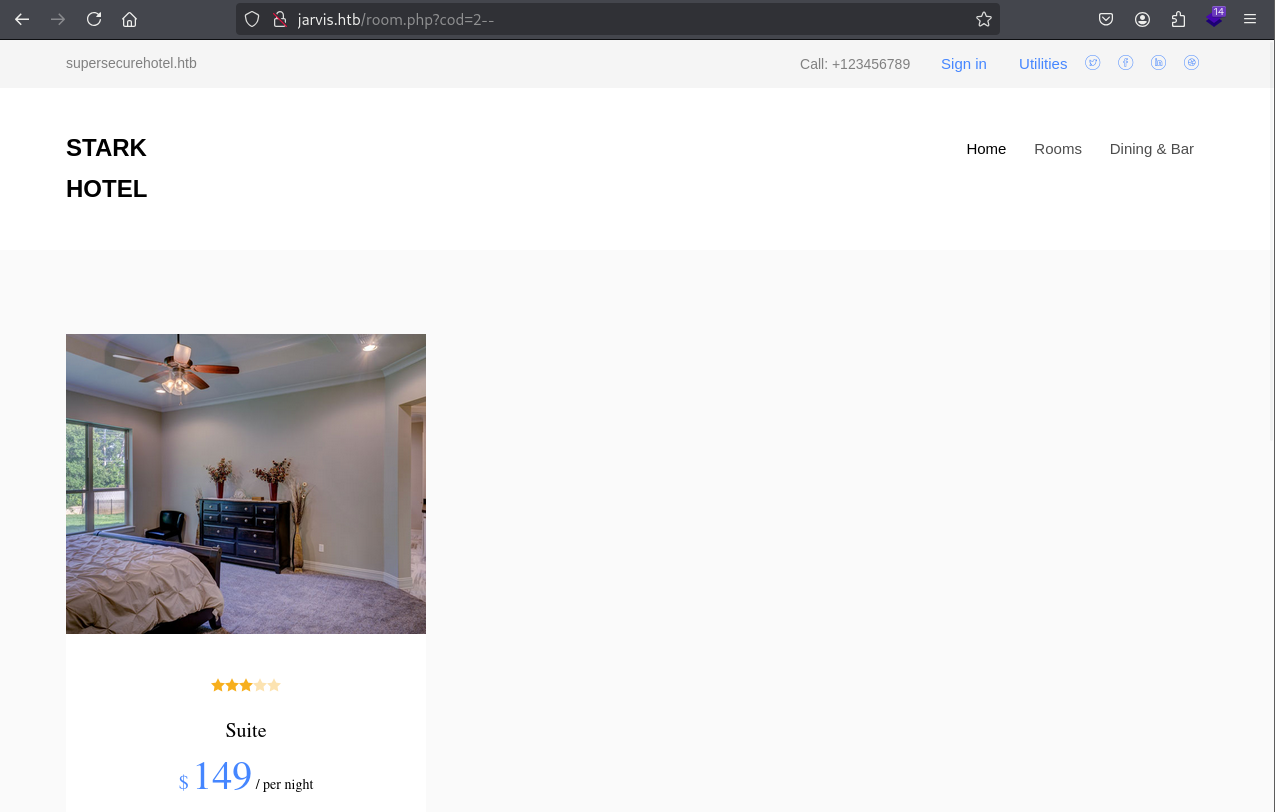 jarvis.htb/room.php?cod=2--
14
supersecurehotel.htb
Call: +123456789 Sign in Utilities
STARK
HOTEL
Home Rooms Dining & Bar
Suite
$ 149 / per night